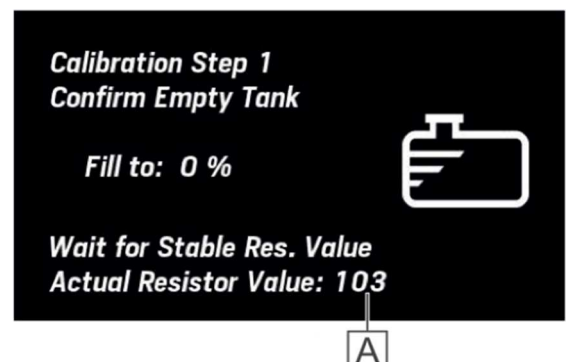 Calibration Step 1
Confirm Empty Tank
Fill to: 0 %
Wait for Stable Res. Value
Actual Resistor Value: 103
A